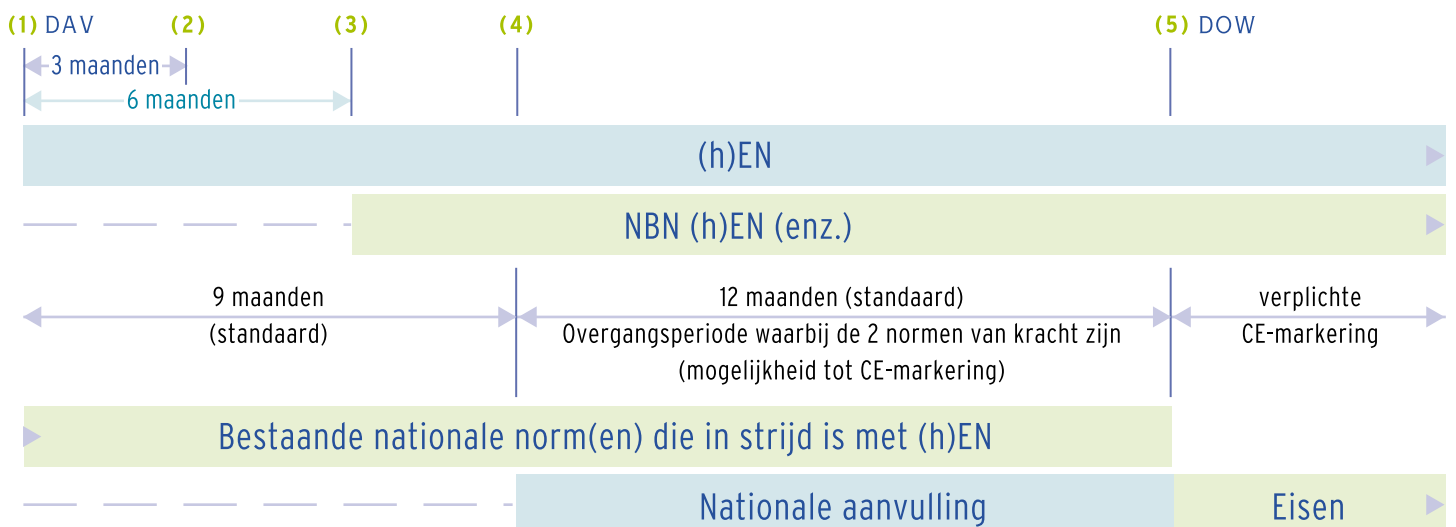 (1) DAV (2) (3) (4) (5) DOW
3 maanden
6 maanden
(h)EN
NBN (h)EN (enz.)
9 maanden
(standaard)
12 maanden (standaard)
Overgangsperiode waarbij de 2 normen van kracht zijn
(mogelijkheid tot CE-markering)
verplichte
CE-markering
Bestaande nationale norm(en) die in strijd is met (h)EN
Nationale aanvulling
Eisen